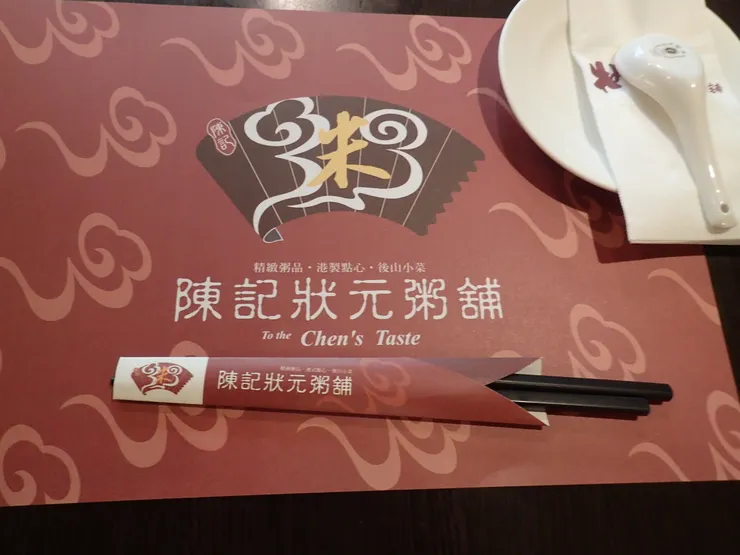 陳記
粥
精緻粥品・港製點心・後山小菜
陳記狀元粥舖
To the Chen's Taste
陳記狀元粥舖
舖